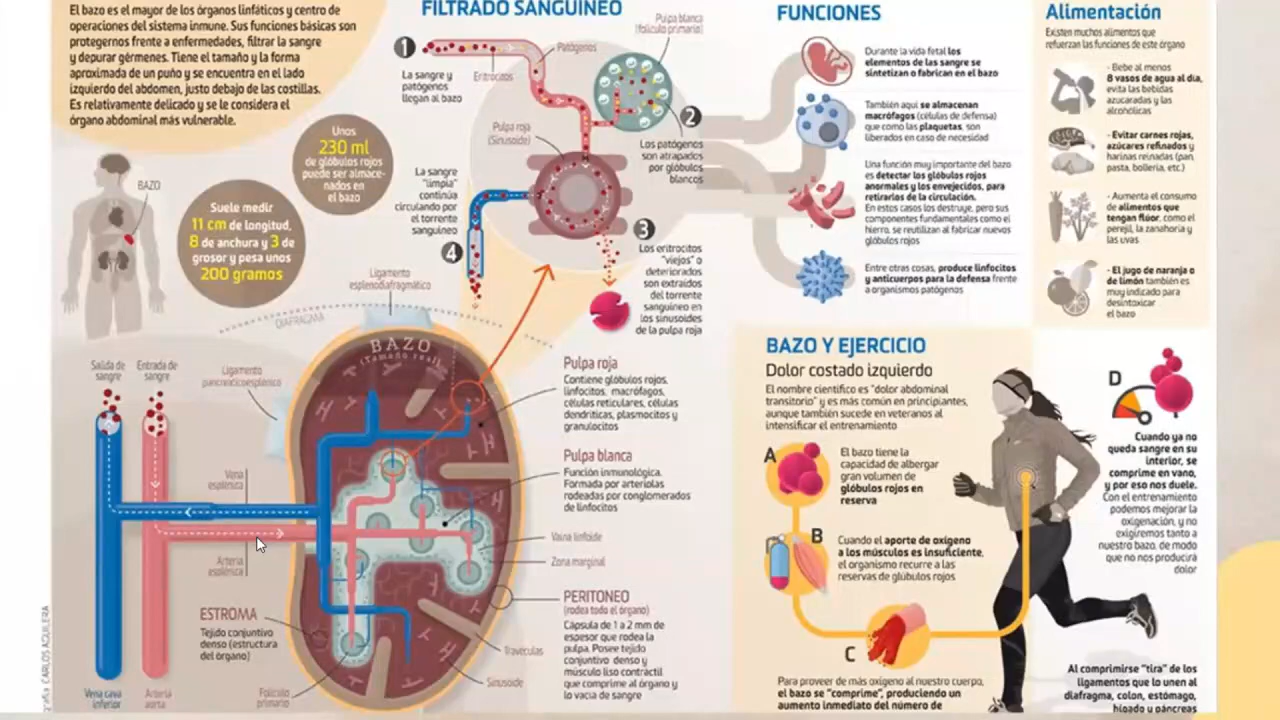 El bazo es el mayor de los órganos linfáticos y centro de
operaciones del sistema inmune. Sus funciones básicas son
protegernos frente a enfermedades, filtrar la sangre
y depurar gérmenes. Tiene el tamaño y la forma
aproximada de un puño y se encuentra en el lado
izquierdo del abdomen, justo debajo de las costillas.
Es relativamente delicado y se le considera el
órgano abdominal más vulnerable.
BAZO
Unos
230 ml
de glóbulos rojos
puede ser almace-
nados en
el bazo
Suele medir
11 cm de longitud,
8 de anchura y 3 de
grosor y pesa unos
200 gramos
FILTRADO SANGUÍNEO
1
La sangre y
patógenos
llegan al bazo
Eritrocitos
Patógenos
Pulpa blanca
(folículo primario)
2
Los patógenos
son atrapados
por glóbulos
blancos
Pulpa roja
(Sinusoide)
3
Los eritrocitos
"viejos" o
deteriorados
son extraídos
del torrente
sanguíneo en
los sinusoides
de la pulpa roja
La sangre
"limpia"
continúa
circulando por
el torrente
sanguíneo
4
Ligamento
esplenodiafragmático
DIAFRAGMA
BAZO
(tamaño real)
Salida de
sangre
Entrada de
sangre
Ligamento
pancreaticoesplénico
Vena
esplénica
Arteria
esplénica
ESTROMA
Tejido conjuntivo
denso (estructura
del órgano)
Vena cava
inferior
Arteria
aorta
Folículo
primario
Pulpa roja
Contiene glóbulos rojos,
linfocitos, macrófagos,
células reticulares, células
dendríticas, plasmocitos y
granulocitos
Pulpa blanca
Función inmunológica.
Formada por arteriolas
rodeadas por conglomerados
de linfocitos
Vaina linfoide
Zona marginal
PERITONEO
(rodea todo el órgano)
Cápsula de 1 a 2 mm de
espesor que rodea la
pulpa. Posee tejido
conjuntivo denso y
músculo liso contráctil
que comprime al órgano y
lo vacía de sangre
Travéculas
Sinusoide
CARLOS AGUILERA
FUNCIONES
Durante la vida fetal los
elementos de las sangre se
sintetizan o fabrican en el bazo
También aquí se almacenan
macrófagos (células de defensa)
que como las plaquetas, son
liberados en caso de necesidad
Una función muy importante del bazo
es detectar los glóbulos rojos
anormales y los envejecidos, para
retirarlos de la circulación.
En estos casos los destruye, pero sus
componentes fundamentales como el
hierro, se reutilizan al fabricar nuevos
glóbulos rojos
Entre otras cosas, produce linfocitos
y anticuerpos para la defensa frente
a organismos patógenos
Alimentación
Existen muchos alimentos que
refuerzan las funciones de este órgano
- Bebe al menos
8 vasos de agua al día,
evita las bebidas
azucaradas y las
alcohólicas
- Evitar carnes rojas,
azúcares refinados y
harinas reinadas (pan,
pasta, bollería, etc.)
- Aumenta el consumo
de alimentos que
tengan flúor, como el
perejil, la zanahoria y
las uvas
- El jugo de naranja o
de limón también es
muy indicado para
desintoxicar
el bazo
BAZO Y EJERCICIO
Dolor costado izquierdo
El nombre científico es "dolor abdominal
transitorio" y es más común en principiantes,
aunque también sucede en veteranos al
intensificar el entrenamiento
A
El bazo tiene la
capacidad de albergar
gran volumen de
glóbulos rojos en
reserva
B
Cuando el aporte de oxígeno
a los músculos es insuficiente,
el organismo recurre a las
reservas de glóbulos rojos
C
Para proveer de más oxígeno al nuestro cuerpo,
el bazo se "comprime", produciendo un
aumento inmediato del número de
D
Cuando ya no
queda sangre en su
interior, se
comprime en vano,
y por eso nos duele.
Con el entrenamiento
podemos mejorar la
oxigenación, y no
exigiremos tanto a
nuestro bazo, de modo
que no nos producirá
dolor
Al comprimirse "tira" de los
ligamentos que lo unen al
diafragma, colon, estómago,
hígado y páncreas